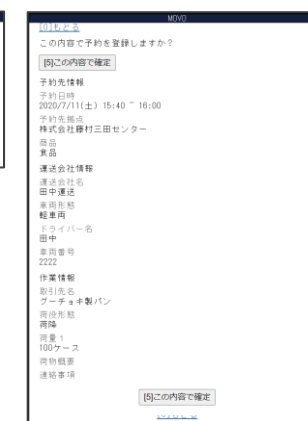 MOVO
[0]もどる
この内容で予約を登録しますか？
[5]この内容で確定
予約先情報
予約日時
2020/7/11(土) 15:40 ~ 16:00
予約先拠点
株式会社藤村三田センター
商品
食品
運送会社情報
運送会社名
田中運送
車両形態
軽車両
ドライバー名
田中
車両番号
2222
作業情報
取引先名
グーチョキ製パン
荷役形態
荷降
荷量 1
100ケース
荷物概要
連絡事項
[5]この内容で確定
[0]もどる